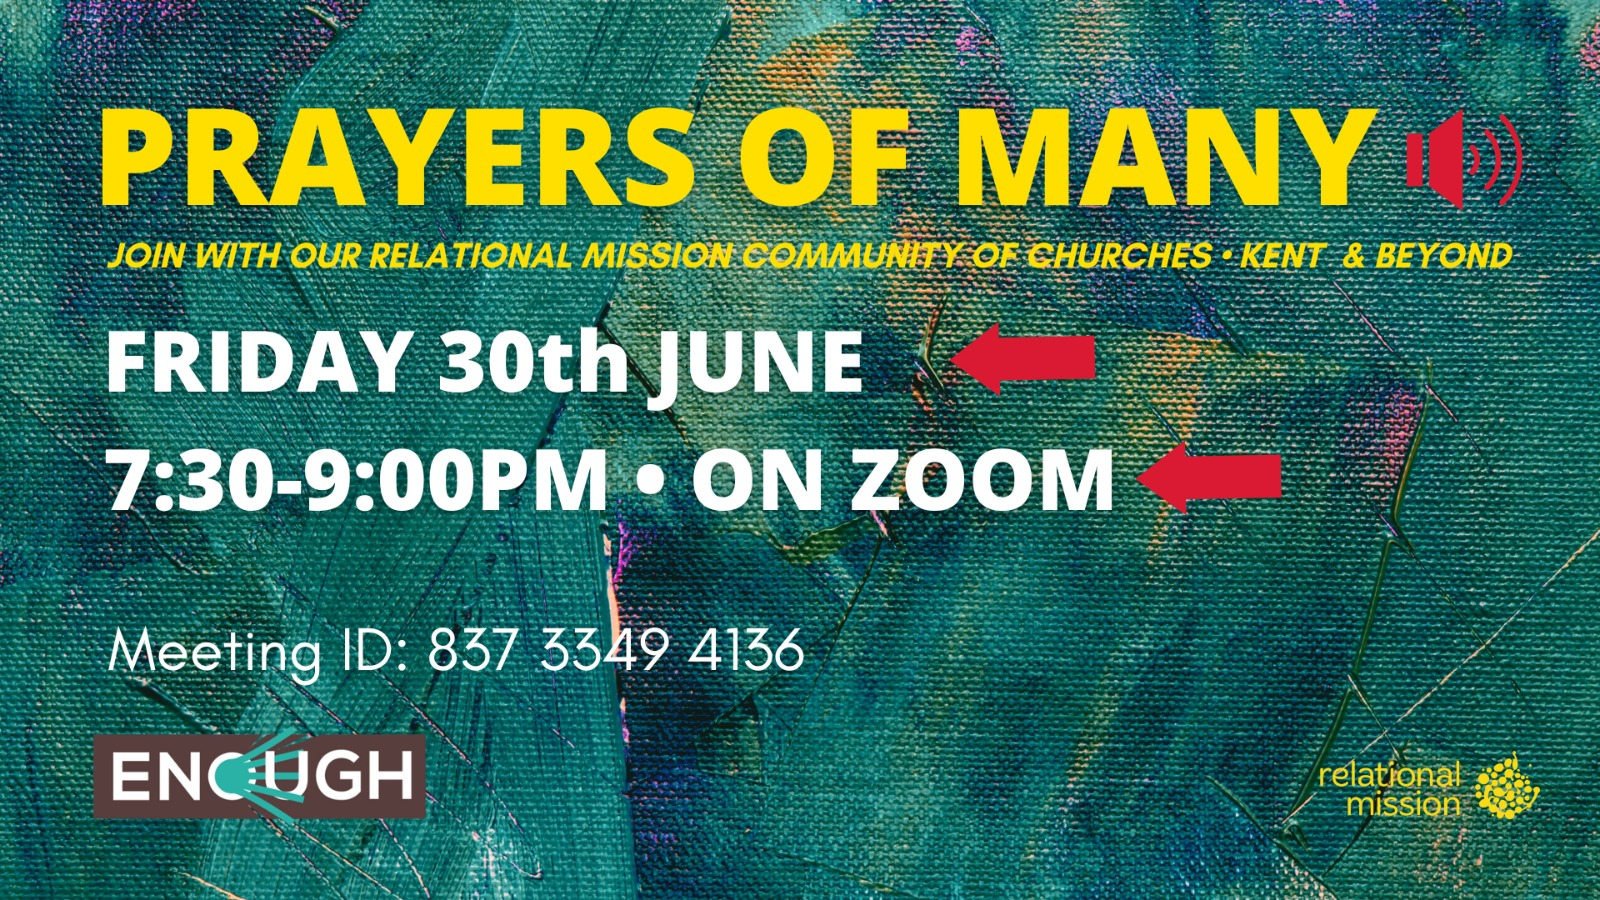 PRAYERS OF MANY
JOIN WITH OUR RELATIONAL MISSION COMMUNITY OF CHURCHES • KENT & BEYOND
FRIDAY 30th JUNE
7:30-9:00PM • ON ZOOM
Meeting ID: 837 3349 4136
ENOUGH
relational
mission